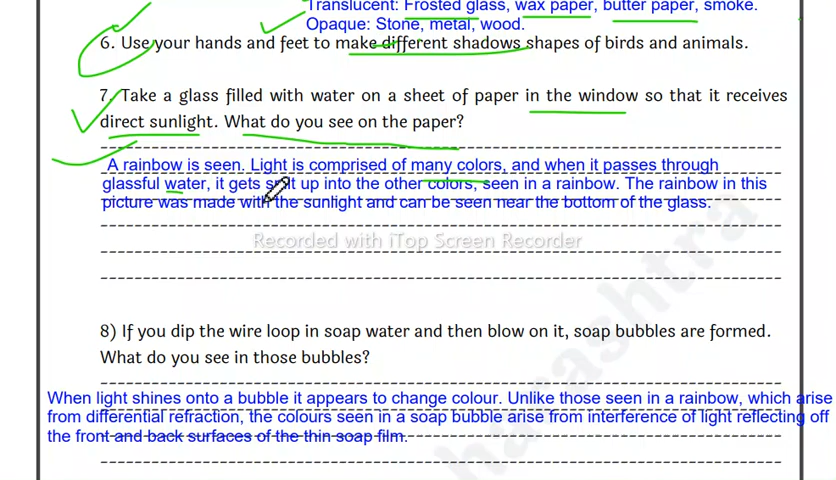 Translucent: Frosted glass, wax paper, butter paper, smoke.
Opaque: Stone, metal, wood.
6. Use your hands and feet to make different shadows shapes of birds and animals.
7. Take a glass filled with water on a sheet of paper in the window so that it receives
direct sunlight. What do you see on the paper?
A rainbow is seen. Light is comprised of many colors, and when it passes through
glassful water, it gets split up into the other colors, seen in a rainbow. The rainbow in this
picture was made with the sunlight and can be seen near the bottom of the glass.
Recorded with iTop Screen Recorder
8) If you dip the wire loop in soap water and then blow on it, soap bubbles are formed.
What do you see in those bubbles?
When light shines onto a bubble it appears to change colour. Unlike those seen in a rainbow, which arise
from differential refraction, the colours seen in a soap bubble arise from interference of light reflecting off
the front and back surfaces of the thin soap film.